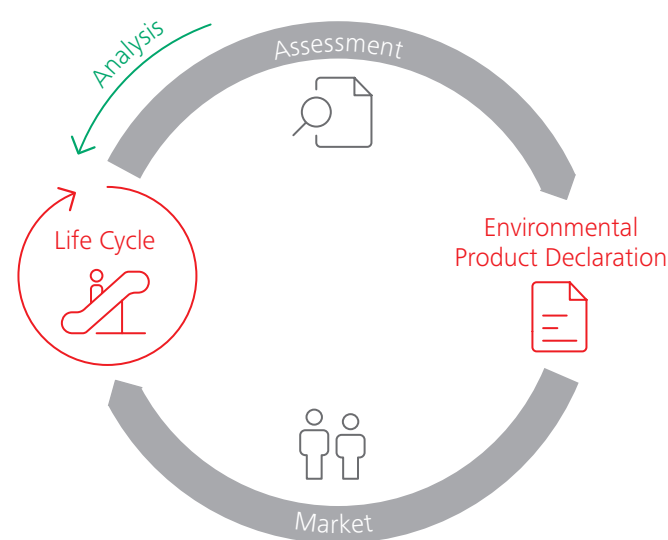 Analysis
Assessment
Life Cycle
Environmental
Product Declaration
Market